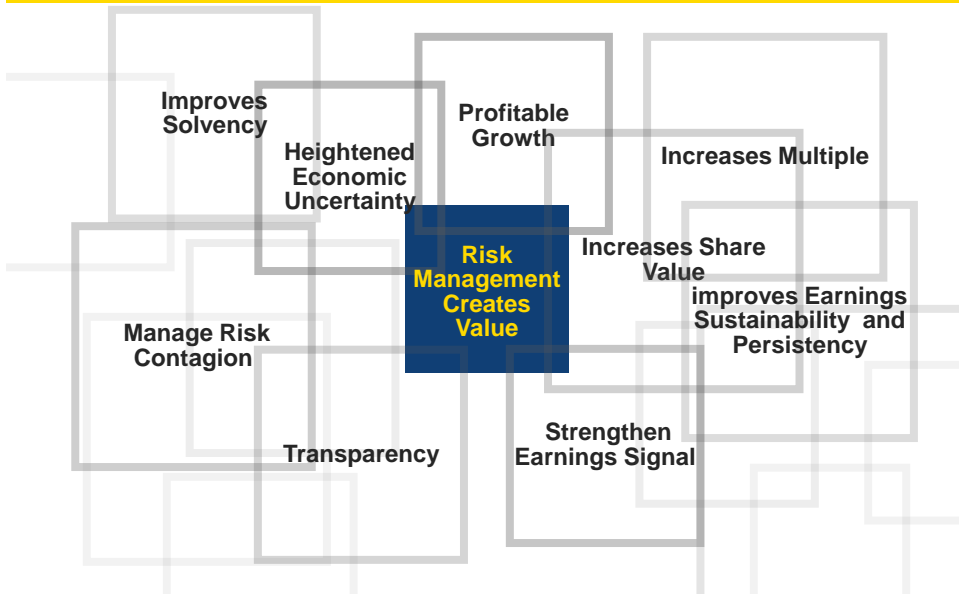 Improves
Solvency
Heightened
Economic
Uncertainty
Profitable
Growth
Increases Multiple
Risk
Management
Creates
Value
Increases Share
Value
improves Earnings
Sustainability and
Persistency
Manage Risk
Contagion
Transparency
Strengthen
Earnings Signal